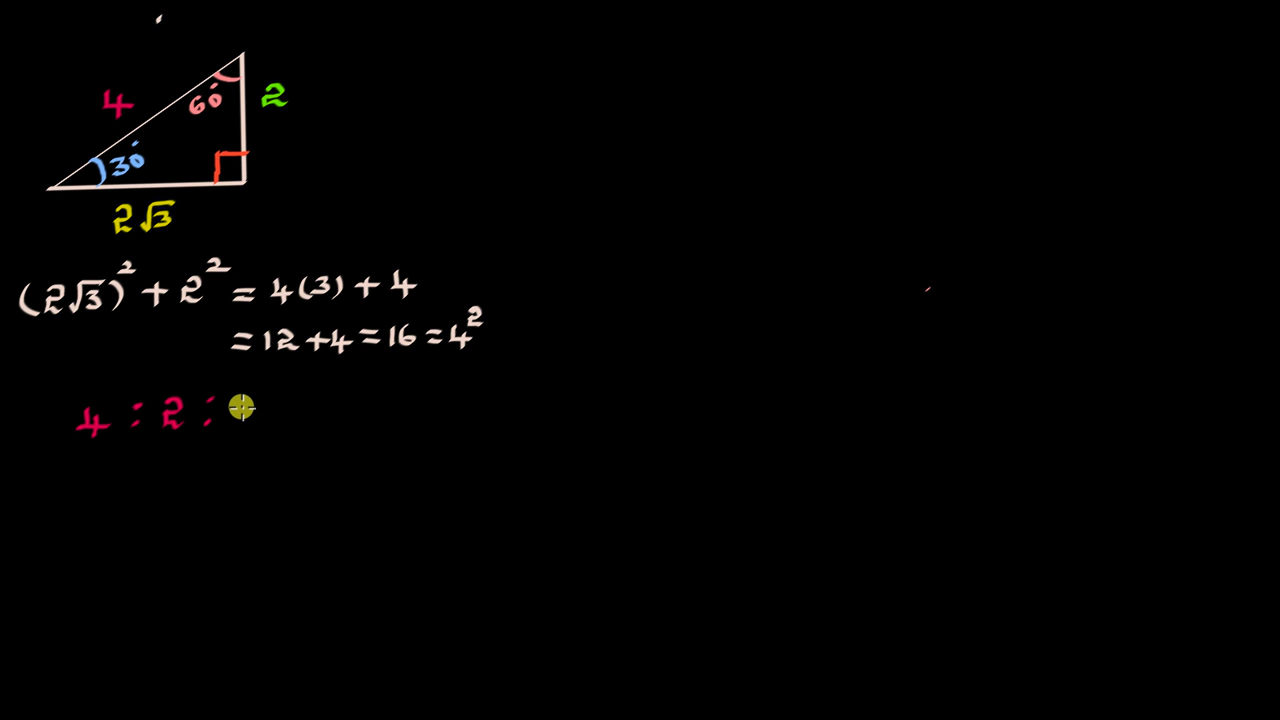 4
60°
2
30°
2√3
(2√3)² + 2² = 4(3) + 4
= 12 + 4 = 16 = 4²
4 : 2 :